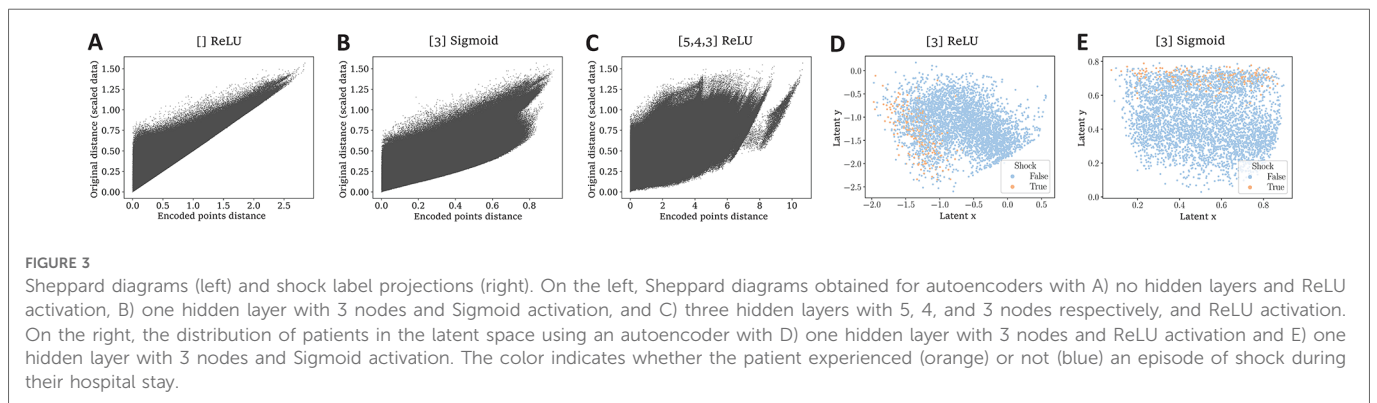 A
[] ReLU
Original distance (scaled data)
1.50
1.25
1.00
0.75
0.50
0.25
0.00
0.0 0.5 1.0 1.5 2.0 2.5
Encoded points distance
B
[3] Sigmoid
Original distance (scaled data)
1.50
1.25
1.00
0.75
0.50
0.25
0.00
0.0 0.2 0.4 0.6 0.8
Encoded points distance
C
[5,4,3] ReLU
Original distance (scaled data)
1.50
1.25
1.00
0.75
0.50
0.25
0.00
0 2 4 6 8 10
Encoded points distance
D
[3] ReLU
Latent y
0.0
−0.5
−1.0
−1.5
−2.0
−2.5
Shock
False
True
−2.0 −1.5 −1.0 −0.5 0.0 0.5
Latent x
E
[3] Sigmoid
Latent y
0.8
0.6
0.4
0.2
0.0
Shock
False
True
0.2 0.4 0.6 0.8
Latent x
FIGURE 3
Sheppard diagrams (left) and shock label projections (right). On the left, Sheppard diagrams obtained for autoencoders with A) no hidden layers and ReLU
activation, B) one hidden layer with 3 nodes and Sigmoid activation, and C) three hidden layers with 5, 4, and 3 nodes respectively, and ReLU activation.
On the right, the distribution of patients in the latent space using an autoencoder with D) one hidden layer with 3 nodes and ReLU activation and E) one
hidden layer with 3 nodes and Sigmoid activation. The color indicates whether the patient experienced (orange) or not (blue) an episode of shock during
their hospital stay.